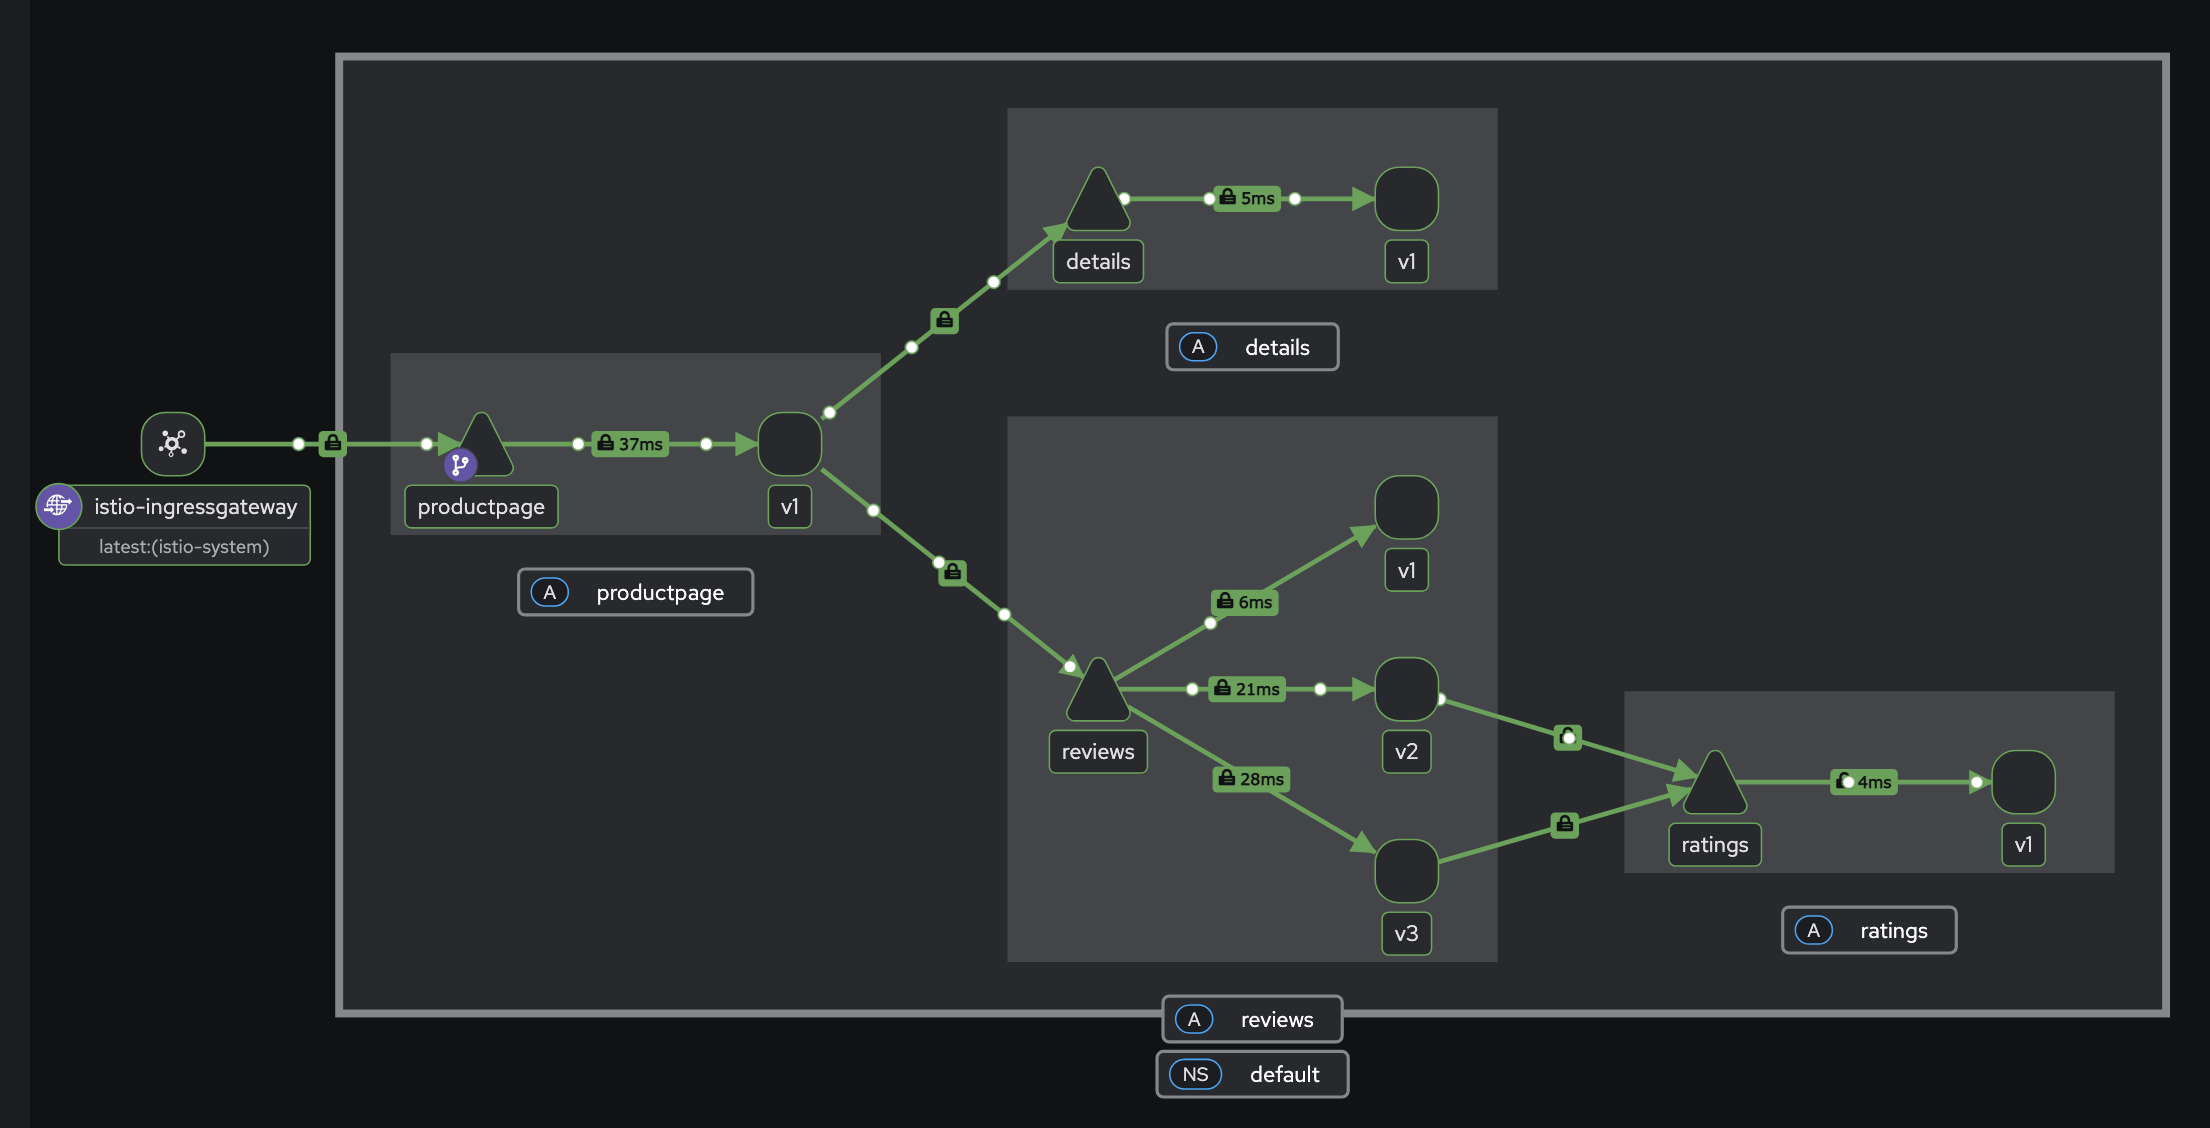 istio-ingressgateway
latest:(istio-system)
37ms
productpage
v1
A productpage
5ms
details
v1
A details
6ms
v1
21ms
reviews
v2
28ms
v3
4ms
ratings
v1
A ratings
A reviews
NS default